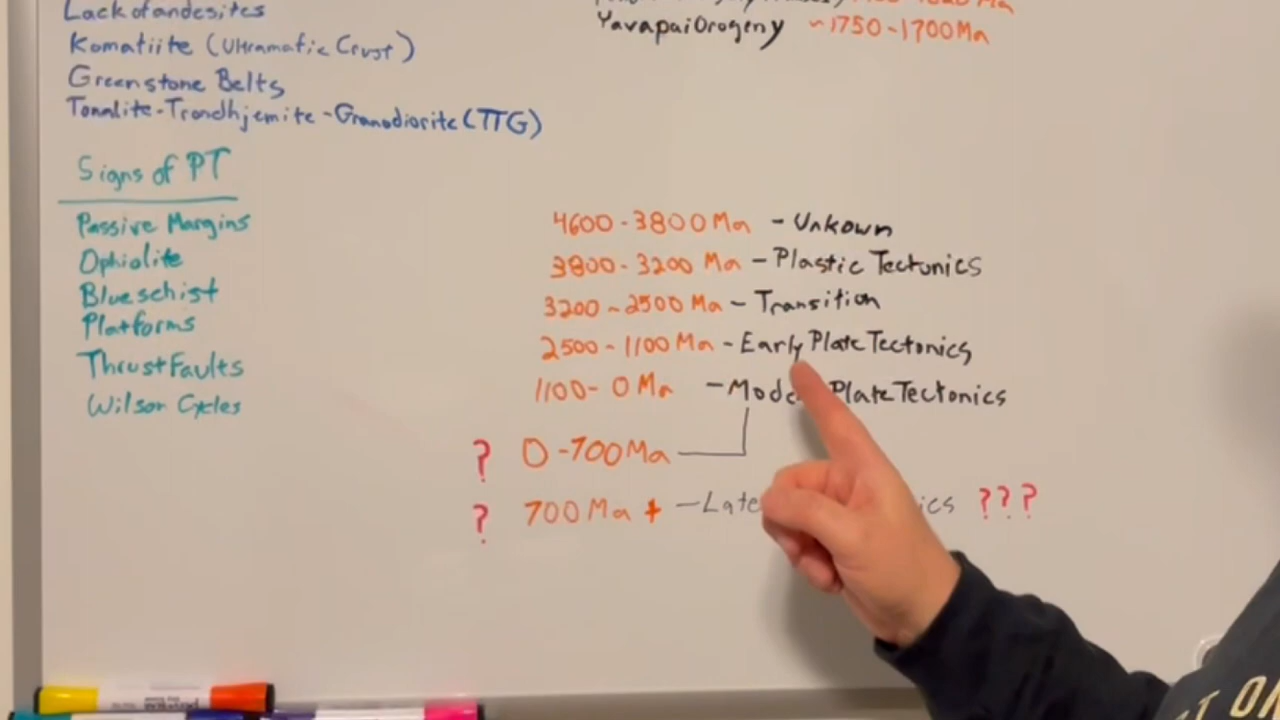 Lack of andesites
Komatiite (Ultramafic Crust)
Greenstone Belts
Tonalite-Trondhjemite-Granodiorite (TTG)
Signs of PT
Passive Margins
Ophiolite
Blueschist
Platforms
Thrust Faults
Wilson Cycles
Yavapai Orogeny ~1750-1700 Ma
4600-3800 Ma - Unkown
3800-3200 Ma - Plastic Tectonics
3200-2500 Ma - Transition
2500-1100 Ma - Early Plate Tectonics
1100-0 Ma - Mode Plate Tectonics
? 0-700 Ma
? 700 Ma + - Late ics ???